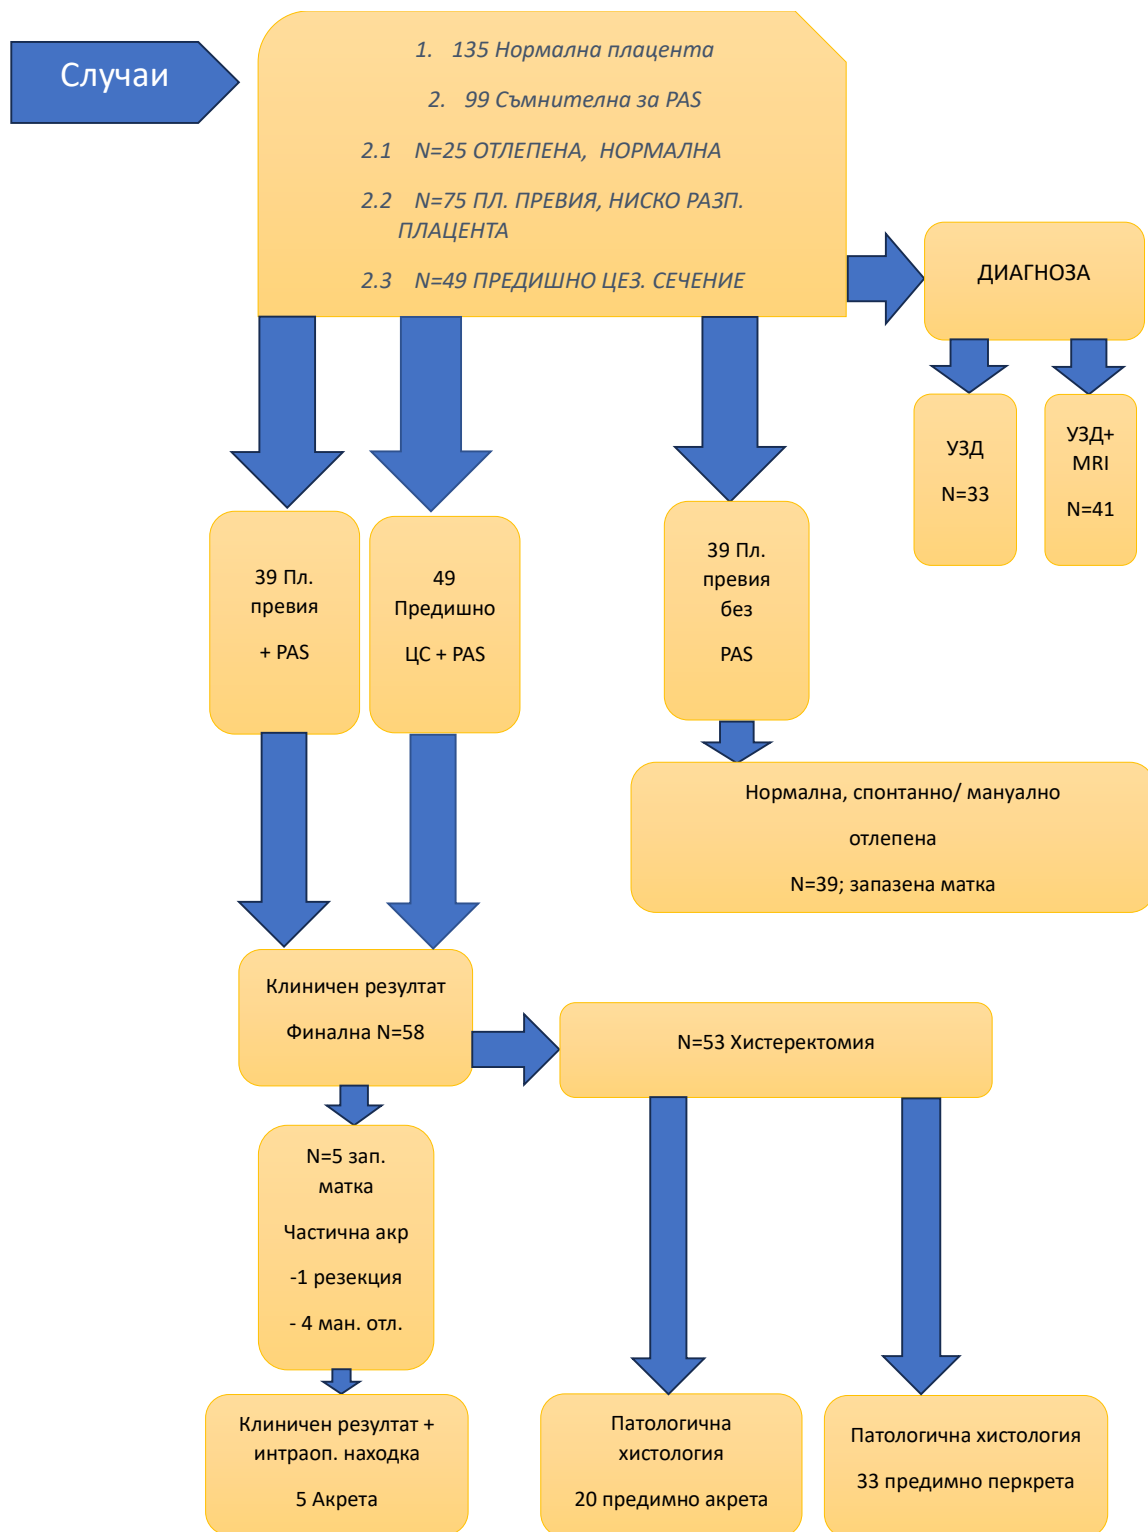 Случаи
1. 135 Нормална плацента
2. 99 Съмнителна за PAS
2.1 N=25 ОТЛЕПЕНА, НОРМАЛНА
2.2 N=75 ПЛ. ПРЕВИЯ, НИСКО РАЗП.
ПЛАЦЕНТА
2.3 N=49 ПРЕДИШНО ЦЕЗ. СЕЧЕНИЕ
ДИАГНОЗА
УЗД
N=33
УЗД+
MRI
N=41
39 Пл.
превия
+ PAS
49
Предишно
ЦС + PAS
39 Пл.
превия
без
PAS
Нормална, спонтанно/ мануално
отлепена
N=39; запазена матка
Клиничен резултат
Финална N=58
N=53 Хистеректомия
N=5 зап.
матка
Частична акр
-1 резекция
- 4 ман. отл.
Клиничен резултат +
интраоп. находка
5 Акрета
Патологична
хистология
20 предимно акрета
Патологична хистология
33 предимно перкрета